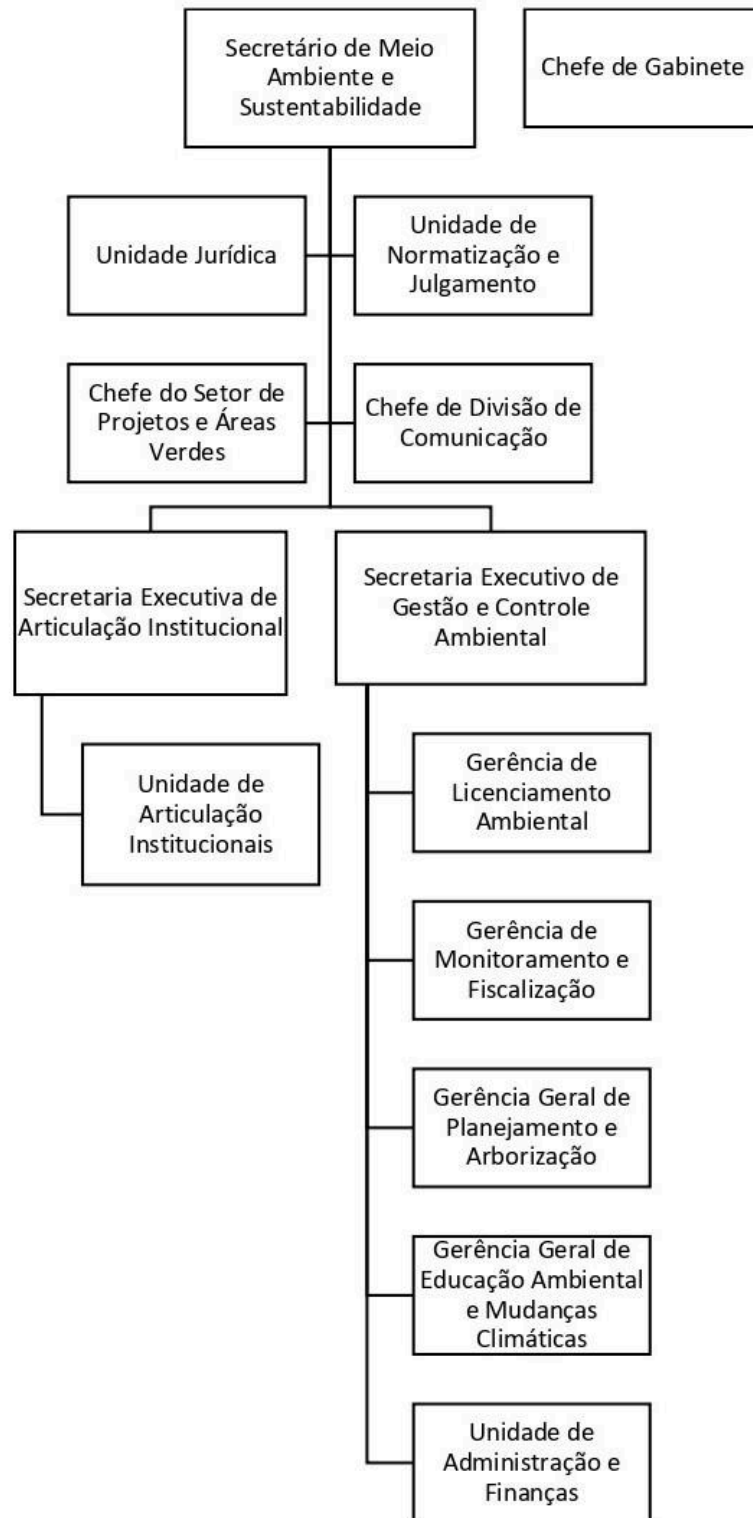 Secretário de Meio
Ambiente e
Sustentabilidade
Chefe de Gabinete
Unidade Jurídica
Unidade de
Normatização e
Julgamento
Chefe do Setor de
Projetos e Áreas
Verdes
Chefe de Divisão de
Comunicação
Secretaria Executiva de
Articulação Institucional
Secretaria Executivo de
Gestão e Controle
Ambiental
Unidade de
Articulação
Institucionais
Gerência de
Licenciamento
Ambiental
Gerência de
Monitoramento e
Fiscalização
Gerência Geral de
Planejamento e
Arborização
Gerência Geral de
Educação Ambiental
e Mudanças
Climáticas
Unidade de
Administração e
Finanças